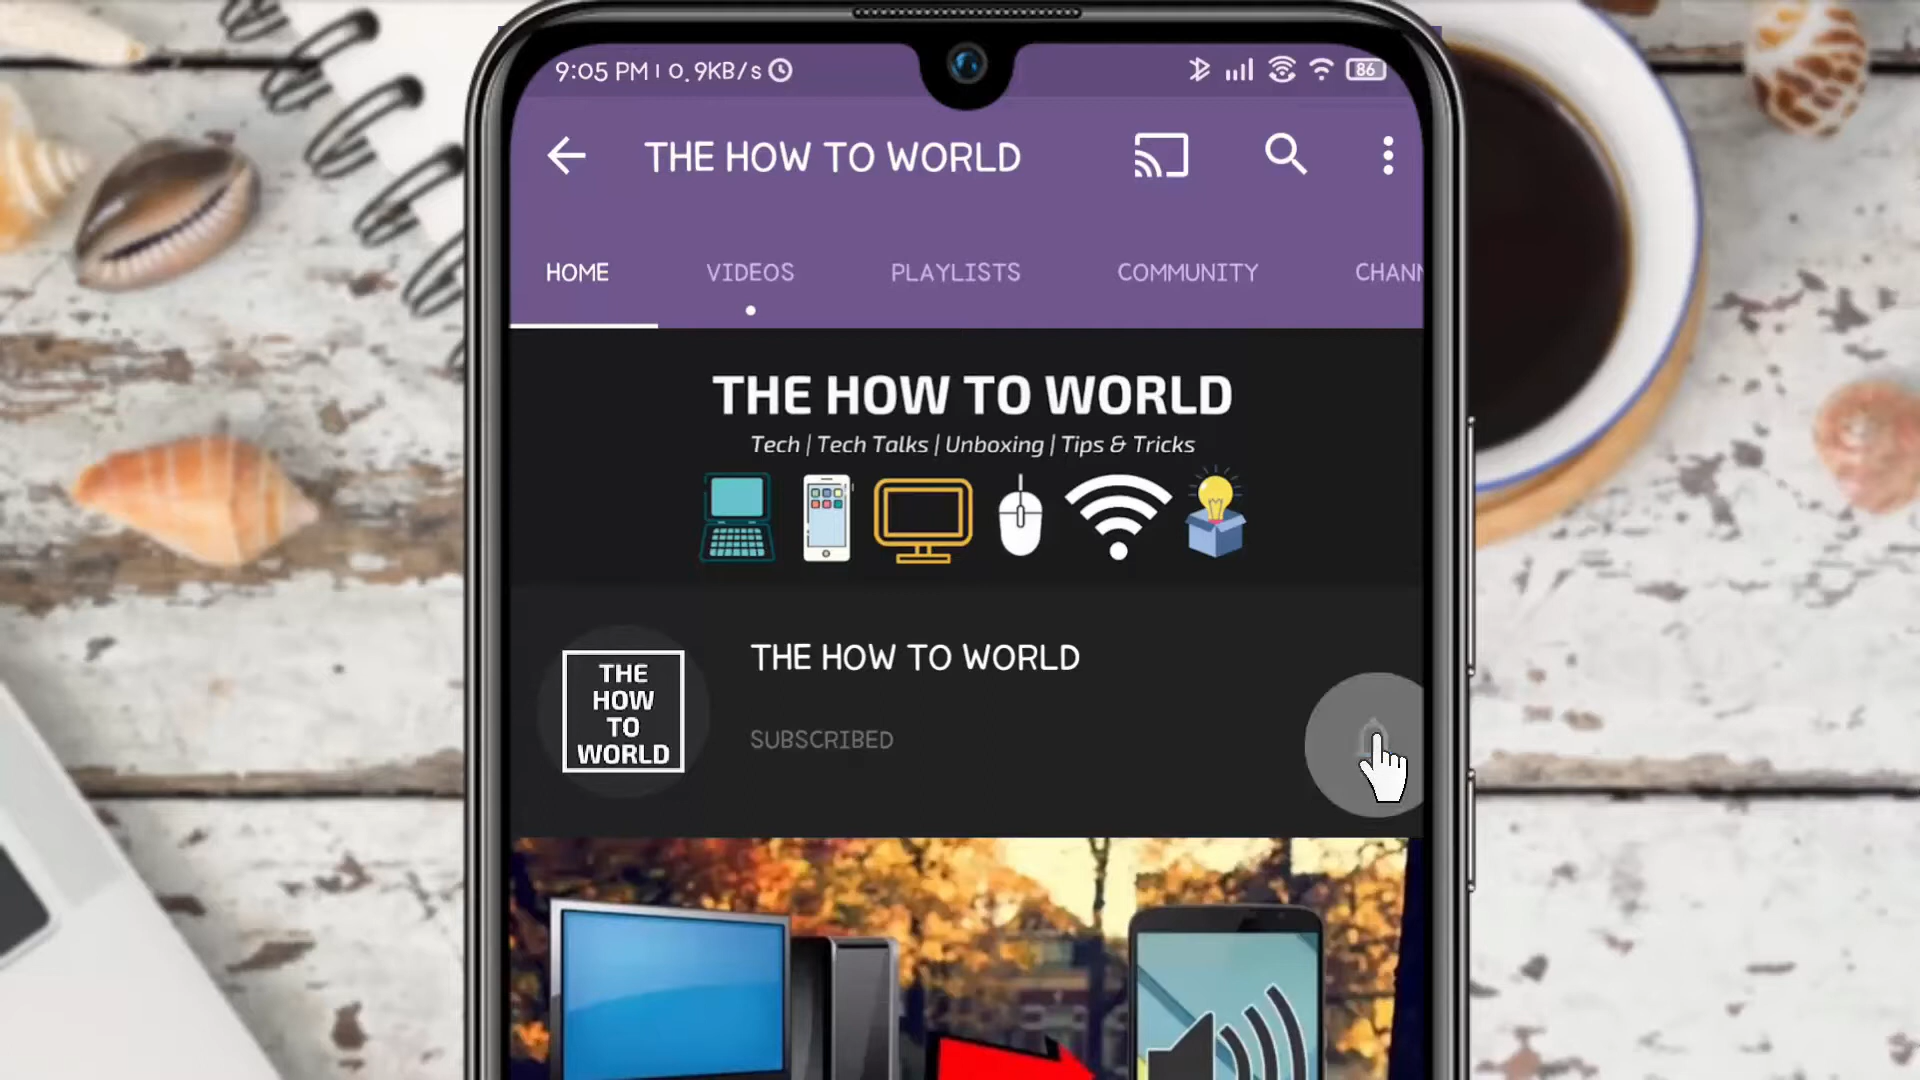 9:05 PM | 0.9KB/s
86
THE HOW TO WORLD
HOME VIDEOS PLAYLISTS COMMUNITY CHANN
THE HOW TO WORLD
Tech | Tech Talks | Unboxing | Tips & Tricks
THE HOW TO WORLD
SUBSCRIBED
THE
HOW
TO
WORLD